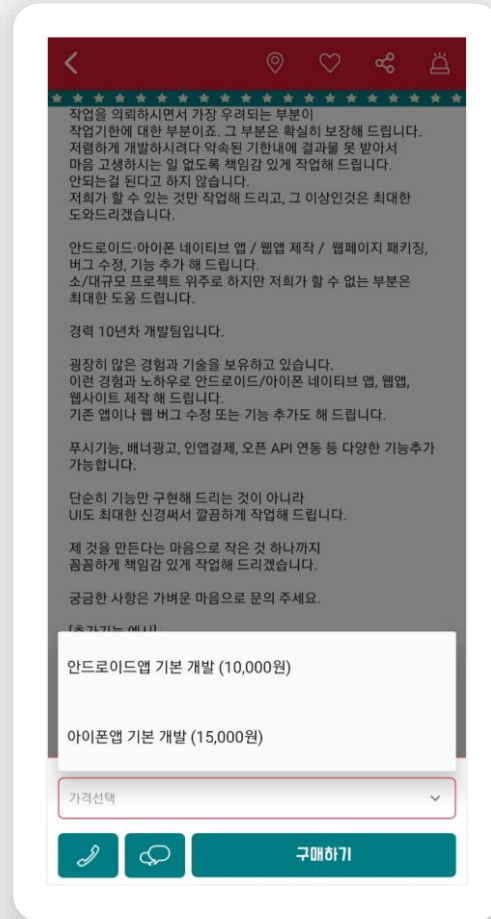 작업을 의뢰하시면서 가장 우려되는 부분이
작업기한에 대한 부분이죠. 그 부분은 확실히 보장해 드립니다.
저렴하게 개발하시려다 약속된 기한내에 결과물 못 받아서
마음 고생하시는 일 없도록 책임감 있게 작업해 드립니다.
안되는걸 된다고 하지 않습니다.
저희가 할 수 있는 것만 작업해 드리고, 그 이상인것은 최대한
도와드리겠습니다.
안드로이드·아이폰 네이티브 앱 / 웹앱 제작 / 웹페이지 패키징,
버그 수정, 기능 추가 해 드립니다.
소/대규모 프로젝트 위주로 하지만 저희가 할 수 없는 부분은
최대한 도움 드립니다.
경력 10년차 개발팀입니다.
굉장히 많은 경험과 기술을 보유하고 있습니다.
이런 경험과 노하우로 안드로이드/아이폰 네이티브 앱, 웹앱,
웹사이트 제작 해 드립니다.
기존 앱이나 웹 버그 수정 또는 기능 추가도 해 드립니다.
푸시기능, 배너광고, 인앱결제, 오픈 API 연동 등 다양한 기능추가
가능합니다.
단순히 기능만 구현해 드리는 것이 아니라
UI도 최대한 신경써서 깔끔하게 작업해 드립니다.
제 것을 만든다는 마음으로 작은 것 하나까지
꼼꼼하게 책임감 있게 작업해 드리겠습니다.
궁금한 사항은 가벼운 마음으로 문의 주세요.
[추가기능 예시]
안드로이드앱 기본 개발 (10,000원)
아이폰앱 기본 개발 (15,000원)
가격선택
구매하기